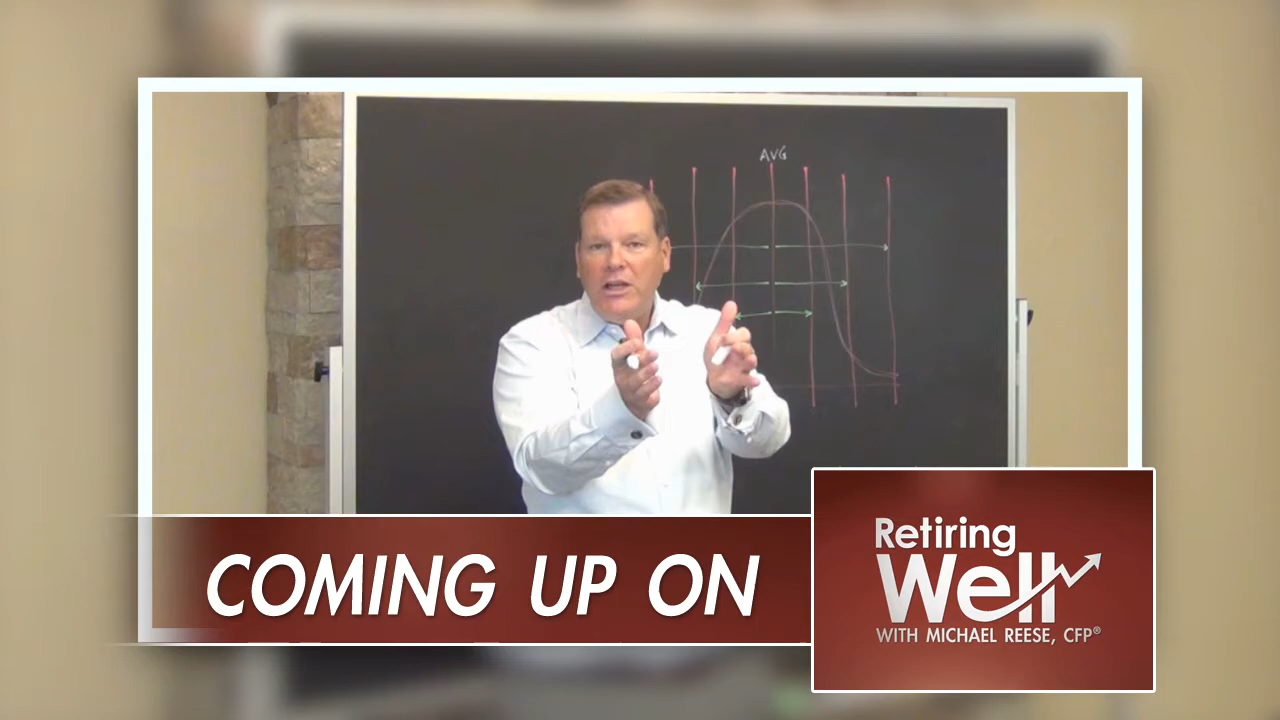 AVG
COMING UP ON
Retiring
Well
WITH MICHAEL REESE, CFP®